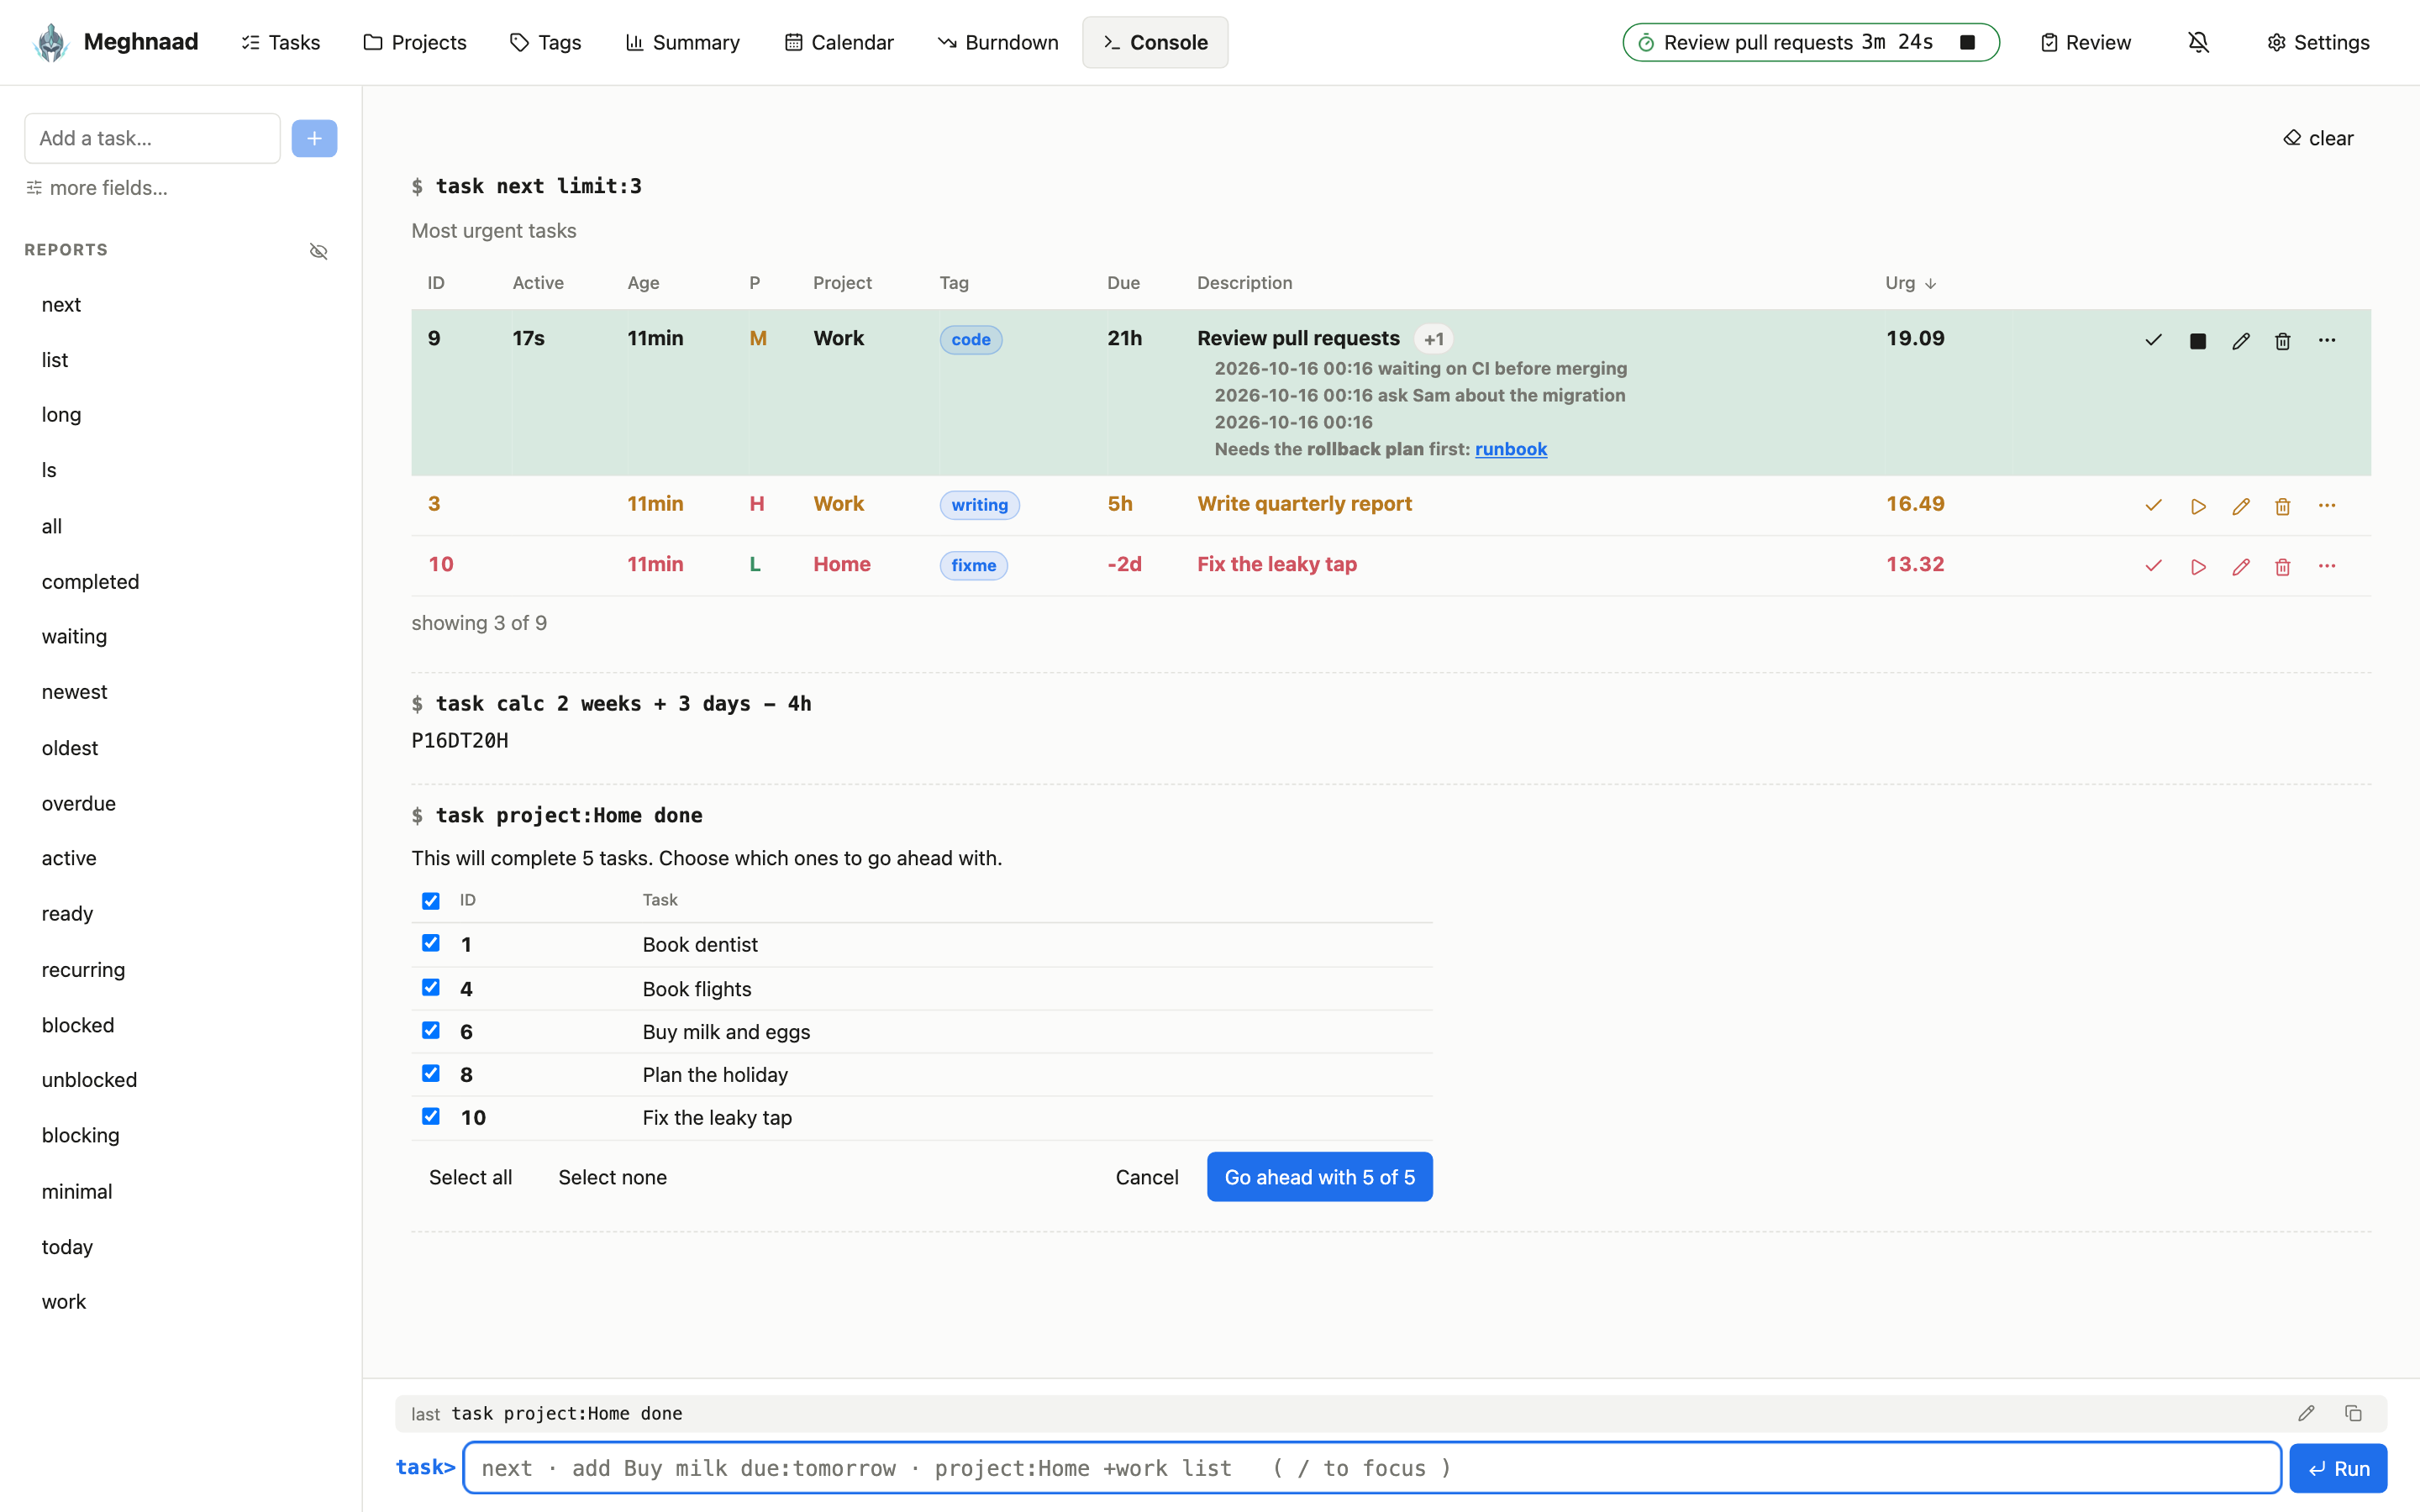 Meghnaad Tasks Projects Tags Summary Calendar Burndown Console Review pull requests 3m 24s Review Settings
Add a task...
more fields...
REPORTS
next
list
long
ls
all
completed
waiting
newest
oldest
overdue
active
ready
recurring
blocked
unblocked
blocking
minimal
today
work
clear
$ task next limit:3
Most urgent tasks
ID Active Age P Project Tag Due Description Urg ↓
9 17s 11min M Work code 21h Review pull requests +1 19.09
2026-10-16 00:16 waiting on CI before merging
2026-10-16 00:16 ask Sam about the migration
2026-10-16 00:16
Needs the rollback plan first: runbook
3 11min H Work writing 5h Write quarterly report 16.49
10 11min L Home fixme -2d Fix the leaky tap 13.32
showing 3 of 9
$ task calc 2 weeks + 3 days - 4h
P16DT20H
$ task project:Home done
This will complete 5 tasks. Choose which ones to go ahead with.
ID Task
1 Book dentist
4 Book flights
6 Buy milk and eggs
8 Plan the holiday
10 Fix the leaky tap
Select all Select none Cancel Go ahead with 5 of 5
last task project:Home done
task> next · add Buy milk due:tomorrow · project:Home +work list ( / to focus ) Run